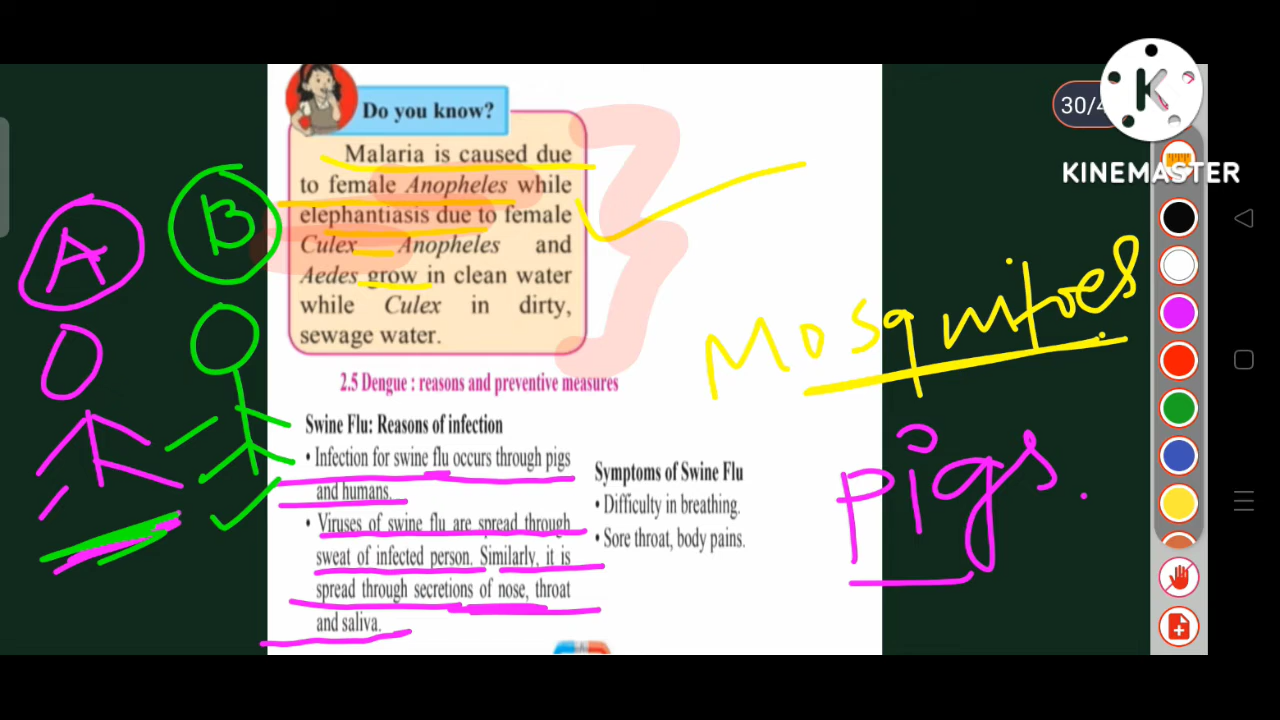 Do you know?
Malaria is caused due
to female Anopheles while
elephantiasis due to female
Culex Anopheles and
Aedes grow in clean water
while Culex in dirty,
sewage water.
2.5 Dengue : reasons and preventive measures
Swine Flu: Reasons of infection
• Infection for swine flu occurs through pigs
and humans.
• Viruses of swine flu are spread through
sweat of infected person. Similarly, it is
spread through secretions of nose, throat
and saliva.
Symptoms of Swine Flu
• Difficulty in breathing.
• Sore throat, body pains.
A
B
Mosquitoes
pigs.
30/4
K
KINEMASTER